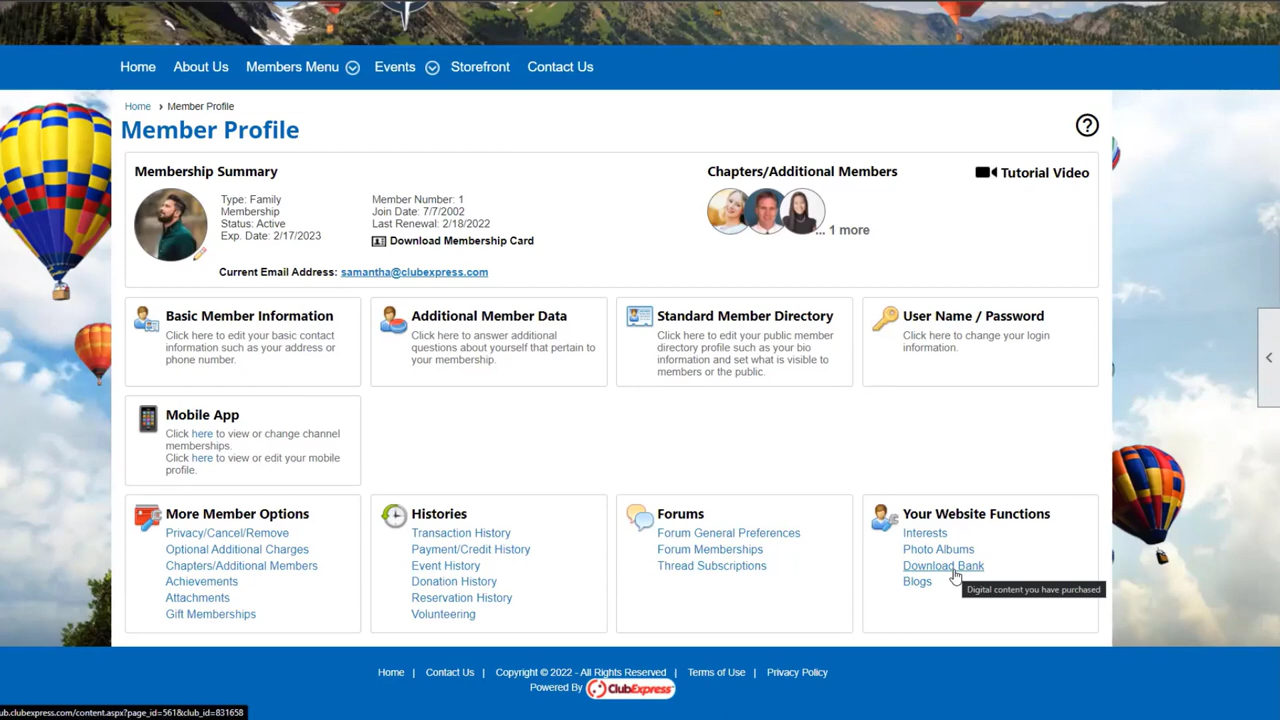 Home
About Us
Members Menu
Events
Storefront
Contact Us
Home › Member Profile
Member Profile
Membership Summary
Type: Family
Membership
Status: Active
Exp. Date: 2/17/2023
Member Number: 1
Join Date: 7/7/2002
Last Renewal: 2/18/2022
Download Membership Card
Current Email Address: samantha@clubexpress.com
Chapters/Additional Members
... 1 more
Tutorial Video
Basic Member Information
Click here to edit your basic contact
information such as your address or
phone number.
Additional Member Data
Click here to answer additional
questions about yourself that pertain to
your membership.
Standard Member Directory
Click here to edit your public member
directory profile such as your bio
information and set what is visible to
members or the public.
User Name / Password
Click here to change your login
information.
Mobile App
Click here to view or change channel
memberships.
Click here to view or edit your mobile
profile.
More Member Options
Privacy/Cancel/Remove
Optional Additional Charges
Chapters/Additional Members
Achievements
Attachments
Gift Memberships
Histories
Transaction History
Payment/Credit History
Event History
Donation History
Reservation History
Volunteering
Forums
Forum General Preferences
Forum Memberships
Thread Subscriptions
Your Website Functions
Interests
Photo Albums
Download Bank
Blogs
Digital content you have purchased
Home | Contact Us | Copyright © 2022 - All Rights Reserved | Terms of Use | Privacy Policy
Powered By ClubExpress
ub.clubexpress.com/content.aspx?page_id=561&club_id=831658